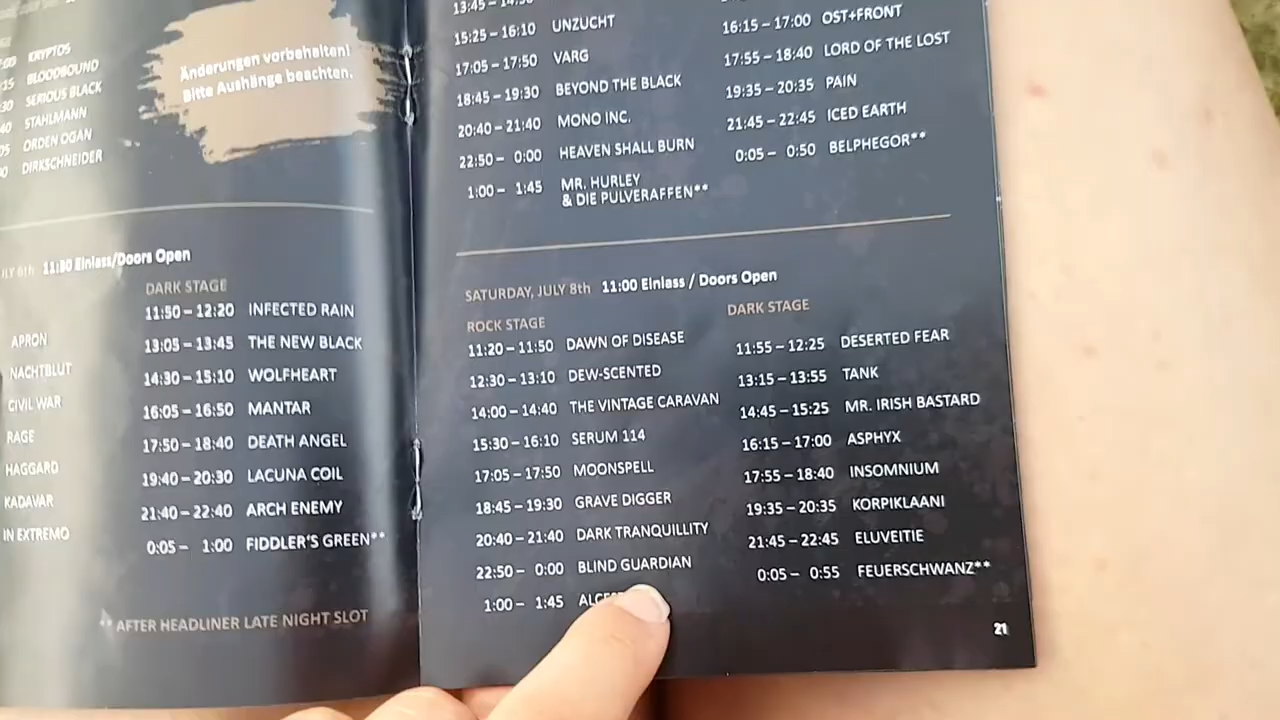 KRYPTOS
BLOODBOUND
SERIOUS BLACK
STAHLMANN
ORDEN OGAN
DIRKSCHNEIDER
Änderungen vorbehalten!
Bitte Aushänge beachten.
11:30 Einlass/Doors Open
APRON
NACHTBLUT
CIVIL WAR
RAGE
HAGGARD
KADAVAR
IN EXTREMO
DARK STAGE
11:50 – 12:20 INFECTED RAIN
13:05 – 13:45 THE NEW BLACK
14:30 – 15:10 WOLFHEART
16:05 – 16:50 MANTAR
17:50 – 18:40 DEATH ANGEL
19:40 – 20:30 LACUNA COIL
21:40 – 22:40 ARCH ENEMY
0:05 – 1:00 FIDDLER'S GREEN**
** AFTER HEADLINER LATE NIGHT SLOT
13:45 –
15:25 – 16:10 UNZUCHT
17:05 – 17:50 VARG
18:45 – 19:30 BEYOND THE BLACK
20:40 – 21:40 MONO INC.
22:50 – 0:00 HEAVEN SHALL BURN
1:00 – 1:45 MR. HURLEY
& DIE PULVERAFFEN**
16:15 – 17:00 OST+FRONT
17:55 – 18:40 LORD OF THE LOST
19:35 – 20:35 PAIN
21:45 – 22:45 ICED EARTH
0:05 – 0:50 BELPHEGOR**
SATURDAY, JULY 8th 11:00 Einlass / Doors Open
ROCK STAGE
11:20 – 11:50 DAWN OF DISEASE
12:30 – 13:10 DEW-SCENTED
14:00 – 14:40 THE VINTAGE CARAVAN
15:30 – 16:10 SERUM 114
17:05 – 17:50 MOONSPELL
18:45 – 19:30 GRAVE DIGGER
20:40 – 21:40 DARK TRANQUILLITY
22:50 – 0:00 BLIND GUARDIAN
1:00 – 1:45
DARK STAGE
11:55 – 12:25 DESERTED FEAR
13:15 – 13:55 TANK
14:45 – 15:25 MR. IRISH BASTARD
16:15 – 17:00 ASPHYX
17:55 – 18:40 INSOMNIUM
19:35 – 20:35 KORPIKLAANI
21:45 – 22:45 ELUVEITIE
0:05 – 0:55 FEUERSCHWANZ**
21